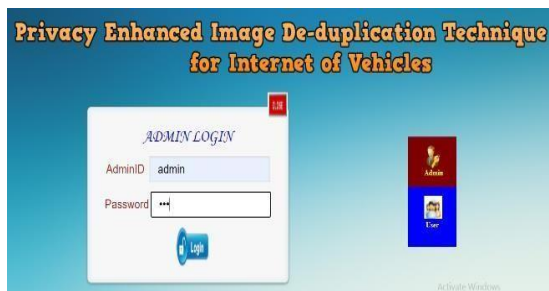 Privacy Enhanced Image De-duplication Technique
for Internet of Vehicles
CLOSE
ADMIN LOGIN
AdminID admin
Password •••
Login
Admin
User
Activate Windows